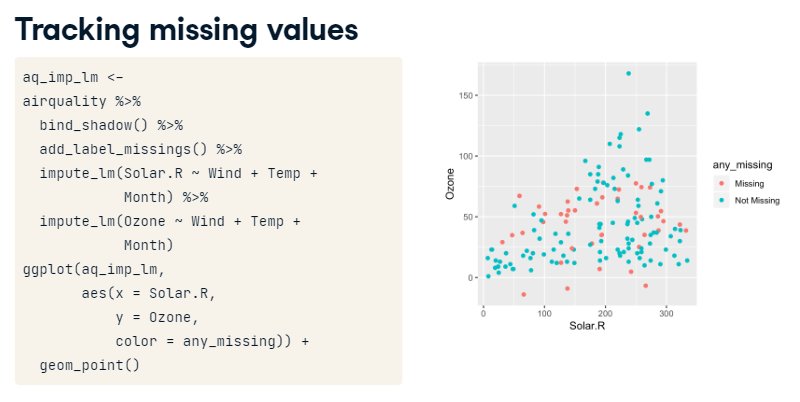 Tracking missing values
aq_imp_lm <-
airquality %>%
  bind_shadow() %>%
  add_label_missings() %>%
  impute_lm(Solar.R ~ Wind + Temp +
            Month) %>%
  impute_lm(Ozone ~ Wind + Temp +
            Month)
ggplot(aq_imp_lm,
       aes(x = Solar.R,
           y = Ozone,
           color = any_missing)) +
  geom_point()
150
100
50
0
Ozone
0 100 200 300
Solar.R
any_missing
Missing
Not Missing